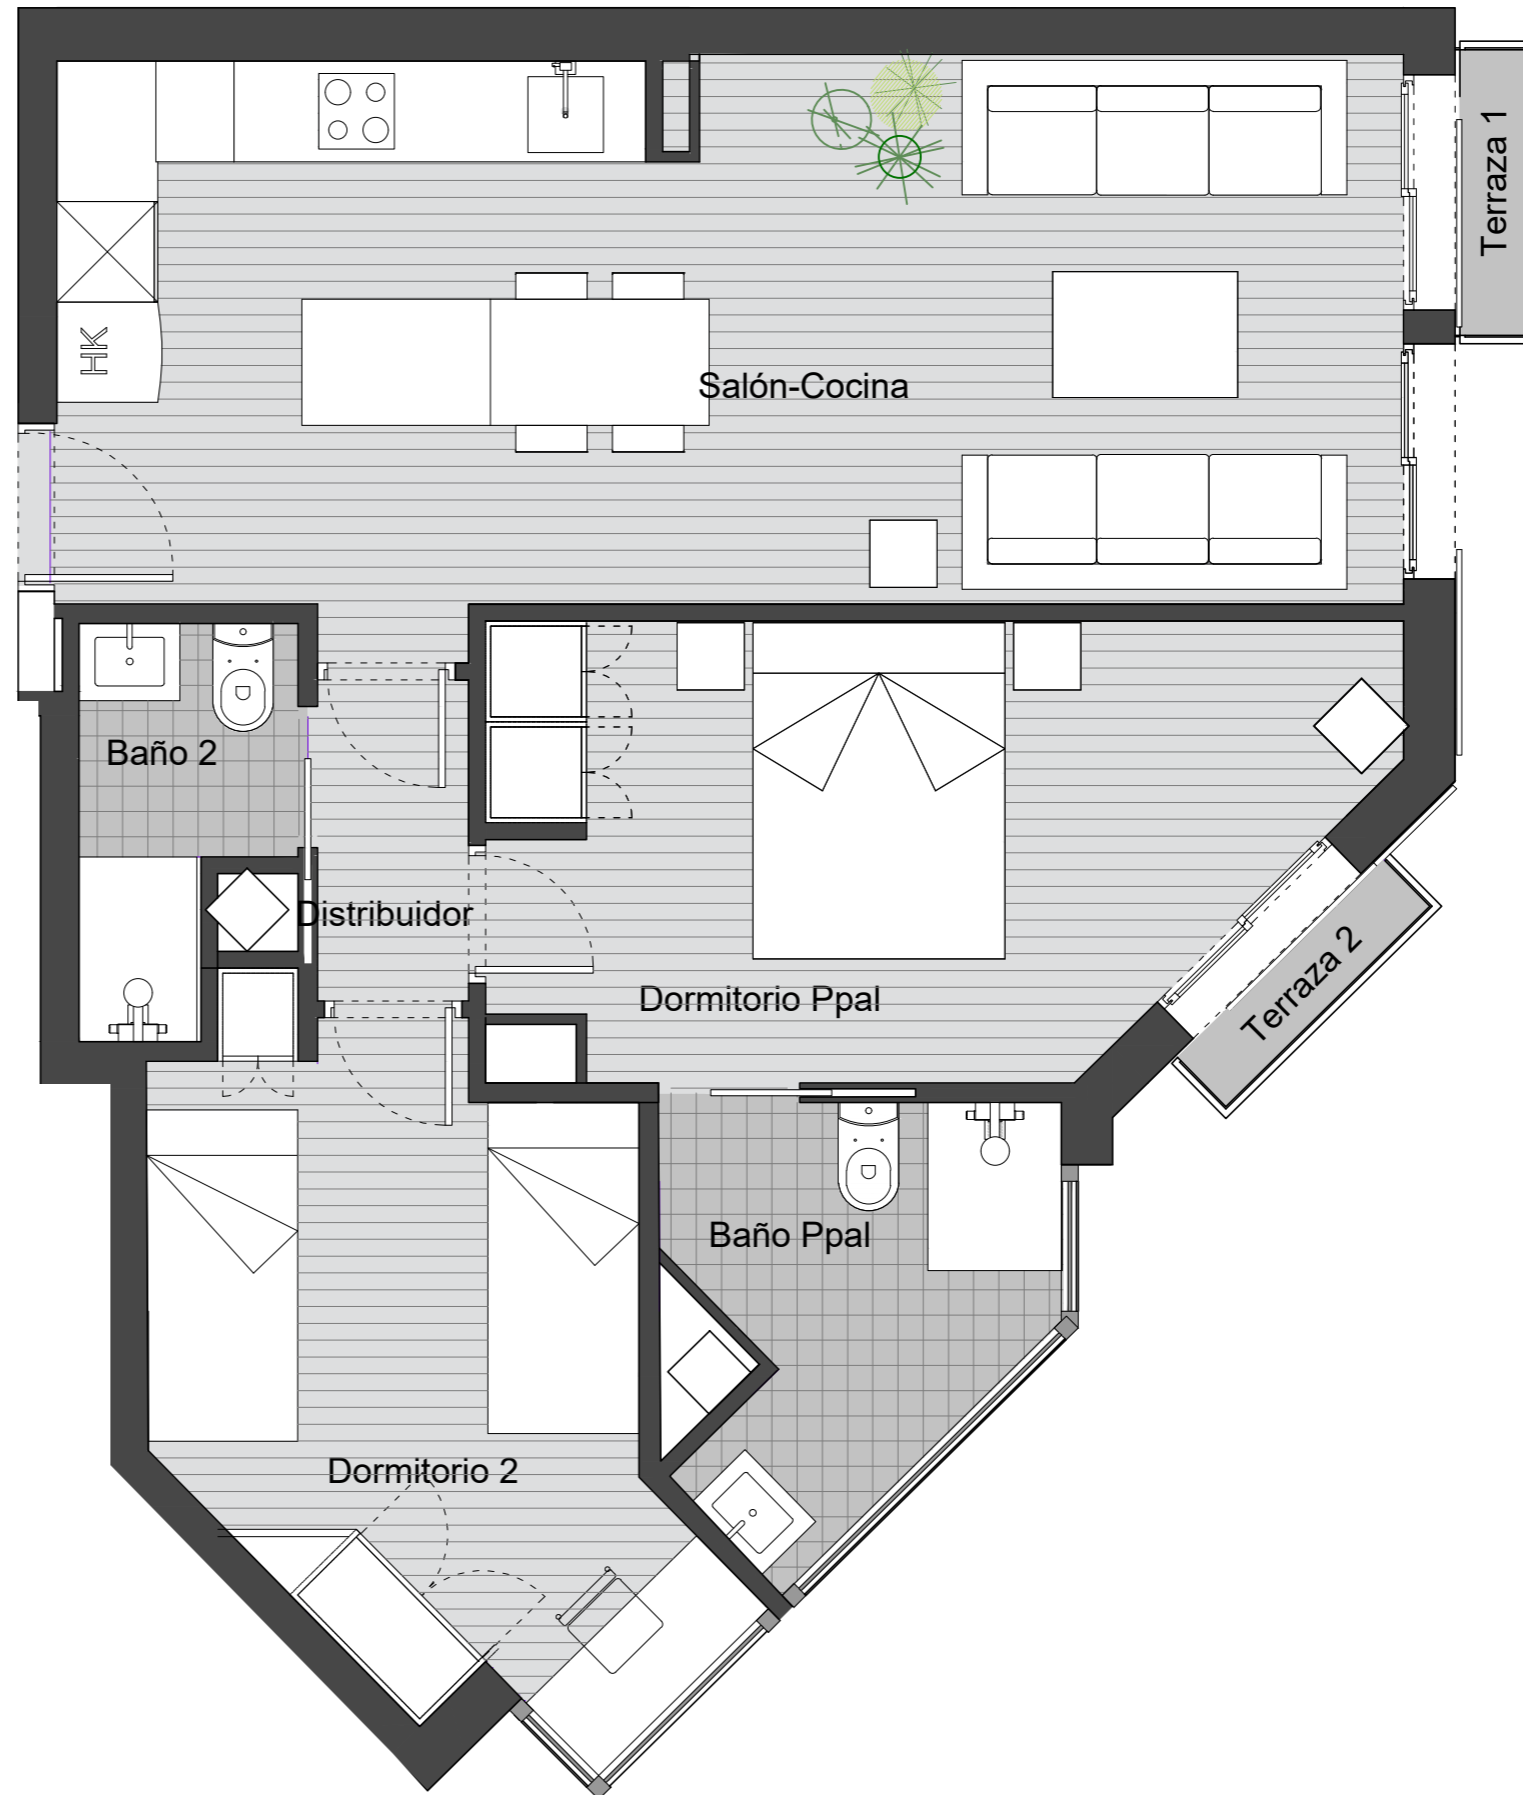 Terraza 1
HK
Salón-Cocina
Baño 2
Distribuidor
Dormitorio Ppal
Terraza 2
Baño Ppal
Dormitorio 2